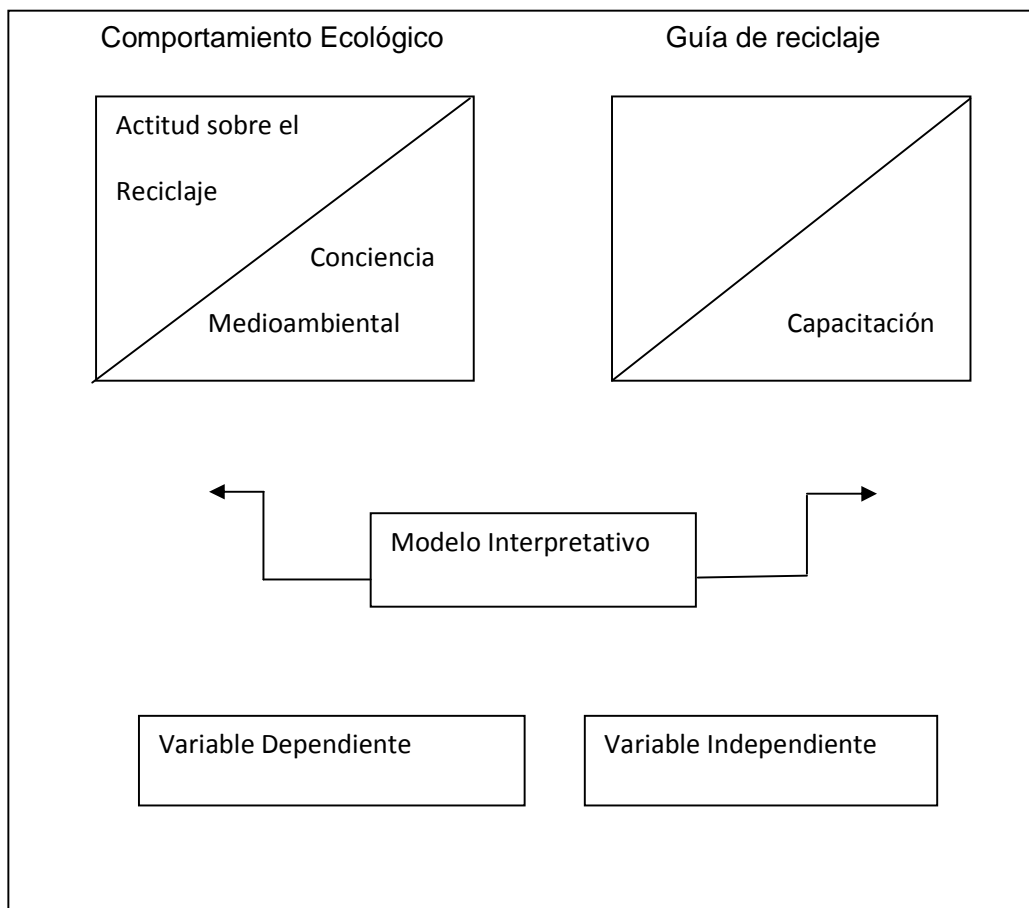 Comportamiento Ecológico
Guía de reciclaje
Actitud sobre el
Reciclaje
Conciencia
Medioambiental
Capacitación
Modelo Interpretativo
Variable Dependiente
Variable Independiente